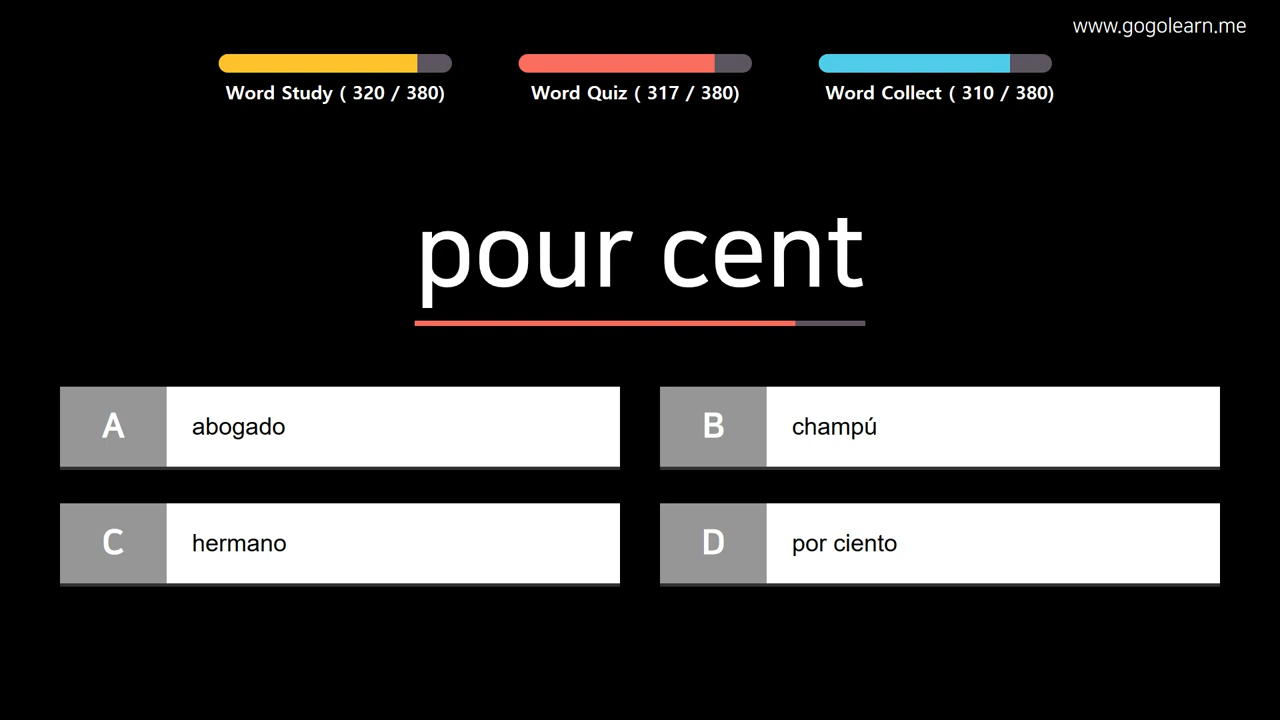 www.gogolearn.me
Word Study ( 320 / 380)
Word Quiz ( 317 / 380)
Word Collect ( 310 / 380)
pour cent
A abogado
B champú
C hermano
D por ciento